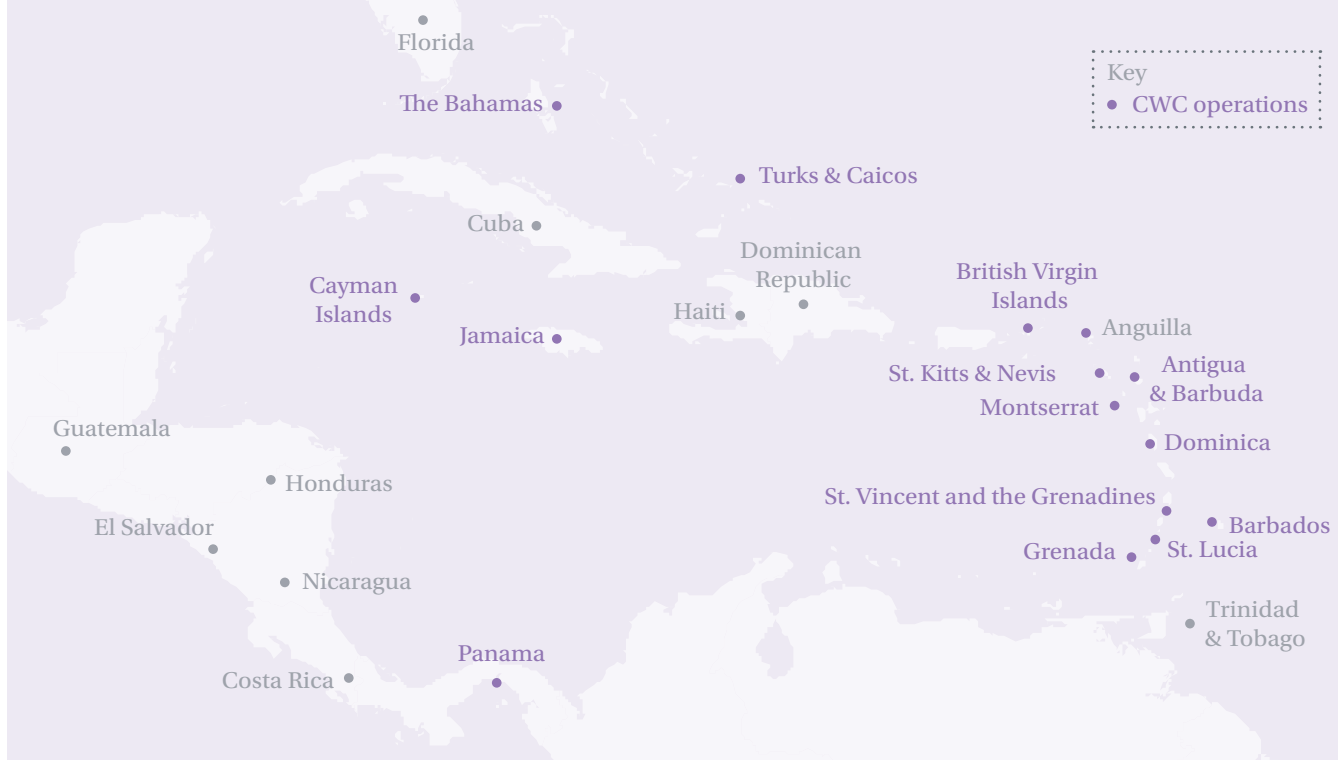 Florida
Key
The Bahamas
CWC operations
Turks & Caicos
Cuba
Dominican
Republic
British Virgin
Islands
Cayman
Islands
Haiti
Anguilla
Jamaica
Antigua
& Barbuda
St. Kitts & Nevis
Montserrat
Guatemala
Dominica
Honduras
St. Vincent and the Grenadines
El Salvador
Barbados
Grenada
St. Lucia
Nicaragua
Trinidad
& Tobago
Panama
Costa Rica